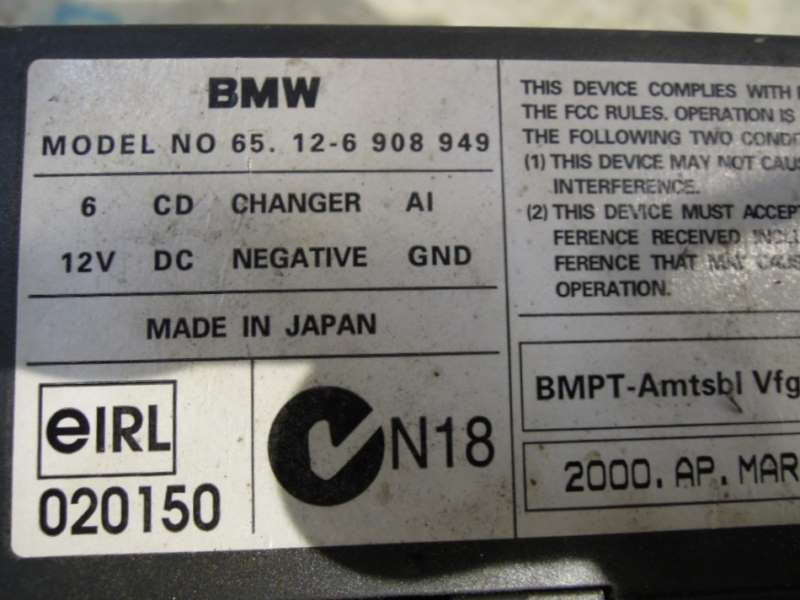 BMW
MODEL NO 65. 12-6 908 949
6 CD CHANGER AI
12V DC NEGATIVE GND
MADE IN JAPAN
eIRL
020150
N18
THIS DEVICE COMPLIES WITH
THE FCC RULES. OPERATION IS
THE FOLLOWING TWO
(1) THIS DEVICE MAY NOT
INTERFERENCE.
(2) THIS DEVICE MUST ACCEPT
FERENCE RECEIVED
FERENCE THAT MAY
OPERATION.
BMPT-Amtsbl Vfg
2000. AP. MAR